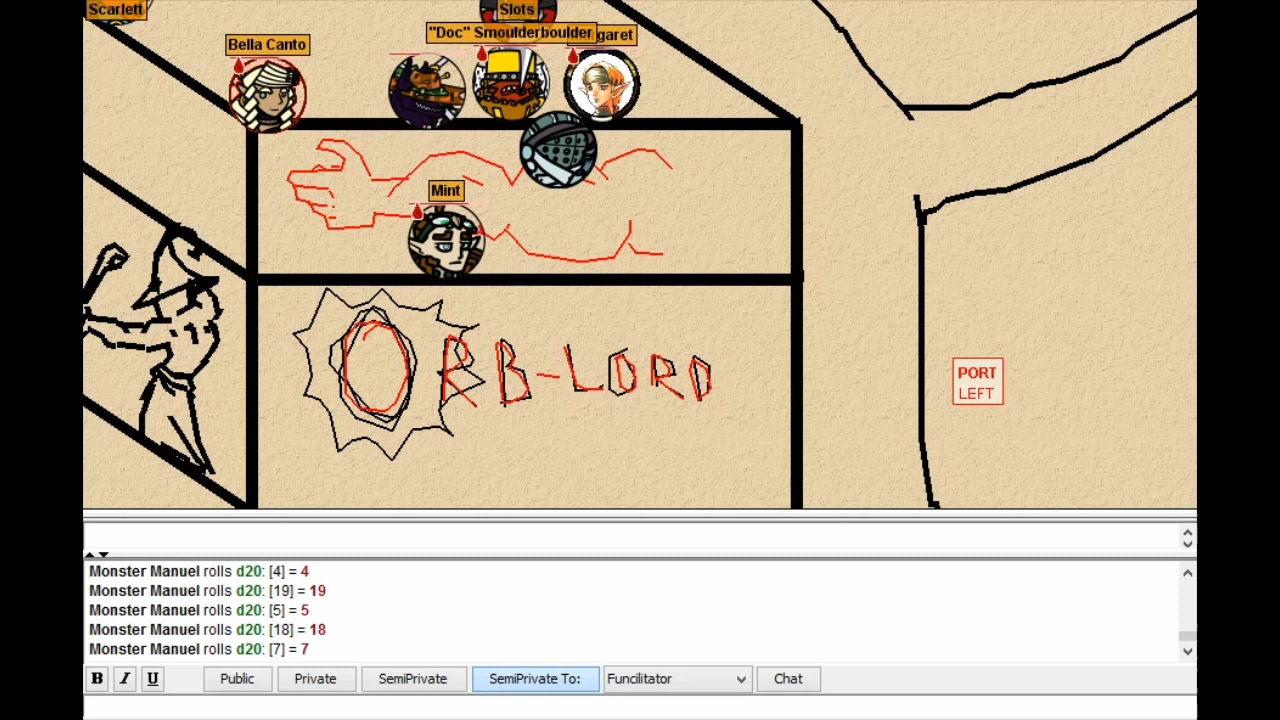 Scarlett
Slots
"Doc" Smoulderboulder
garet
Bella Canto
Mint
ORB-LORD
PORT
LEFT
Monster Manuel rolls d20: [4] = 4
Monster Manuel rolls d20: [19] = 19
Monster Manuel rolls d20: [5] = 5
Monster Manuel rolls d20: [18] = 18
Monster Manuel rolls d20: [7] = 7
B I U Public Private SemiPrivate SemiPrivate To: Funcilitator Chat